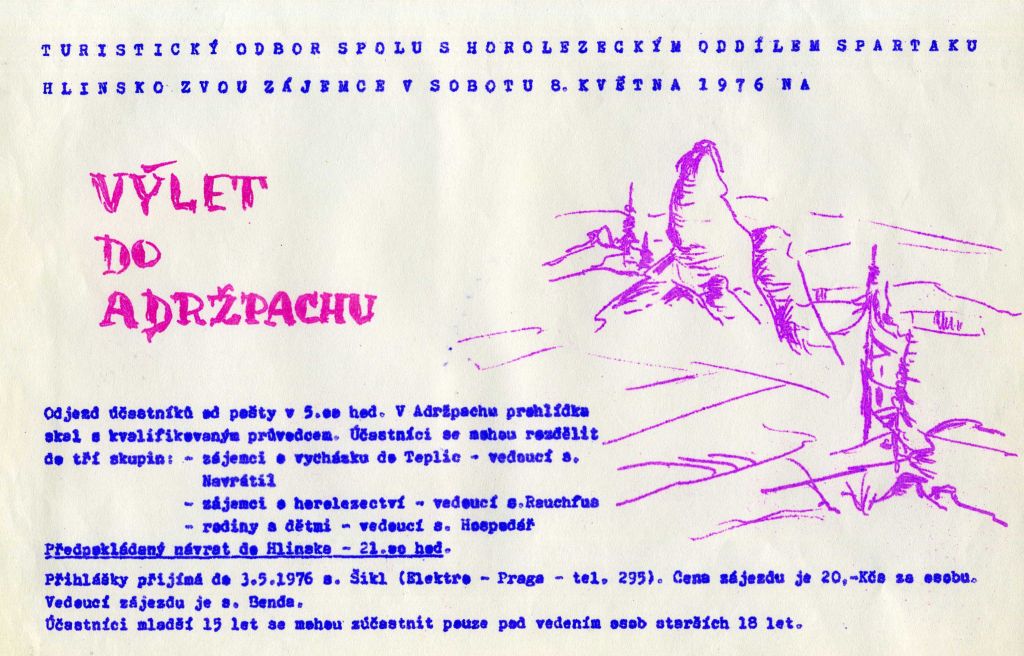 TURISTICKÝ ODBOR SPOLU S HOROLEZECKÝM ODDÍLEM SPARTAKU
HLINSKO ZVOU ZÁJEMCE V SOBOTU 8. KVĚTNA 1976 NA
VÝLET
DO
ADRŽPACHU
Odjezd účastníků od pošty v 5.oo hod. V Adržpachu prohlídka
skal s kvalifikovaným průvodcem. Účastníci se mohou rozdělit
do tří skupin: - zájemci o vycházku do Teplic - vedoucí s.
Navrátil
- zájemci o horolezectví - vedoucí s.Rauchfus
- rodiny s dětmi - vedoucí s. Hospodář
Předpokládaný návrat do Hlinska - 21.oo hod.
Přihlášky přijímá do 3.5.1976 s. Šikl (Elektro - Praga - tel. 295). Cena zájezdu je 20,-Kčs za osobu.
Vedoucí zájezdu je s. Benda.
Účastníci mladší 15 let se mohou zúčastnit pouze pod vedením osob starších 18 let.